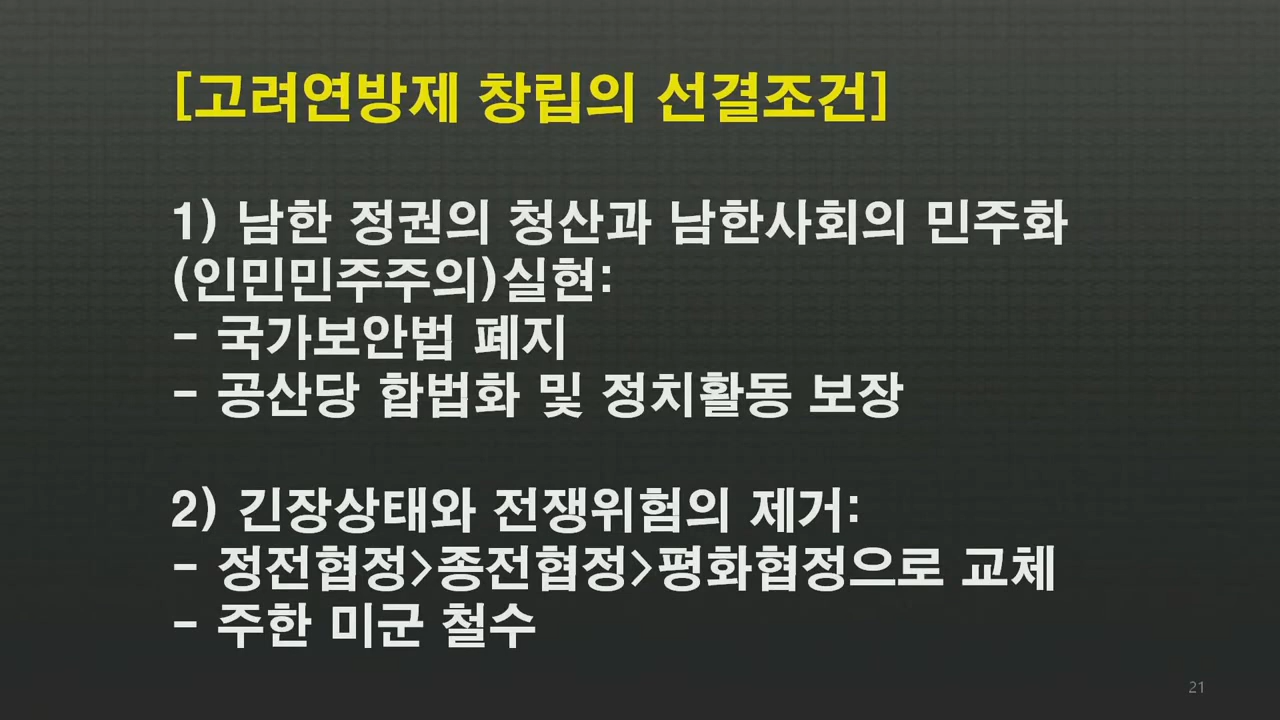 [고려연방제 창립의 선결조건]
1) 남한 정권의 청산과 남한사회의 민주화
(인민민주주의)실현:
- 국가보안법 폐지
- 공산당 합법화 및 정치활동 보장
2) 긴장상태와 전쟁위험의 제거:
- 정전협정>종전협정>평화협정으로 교체
- 주한 미군 철수
21